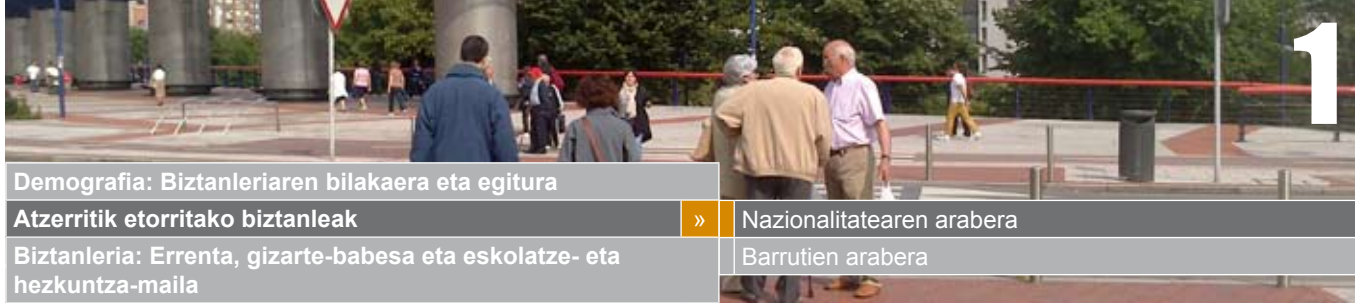 1
Demografia: Biztanleriaren bilakaera eta egitura
Atzerritik etorritako biztanleak »
Nazionalitatearen arabera
Biztanleria: Errenta, gizarte-babesa eta eskolatze- eta
hezkuntza-maila
Barrutien arabera